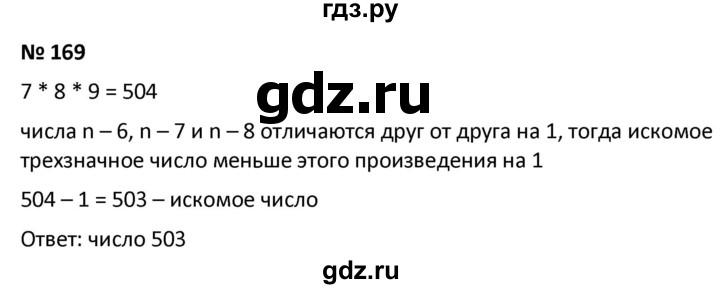 гдз.ру
№ 169
7 * 8 * 9 = 504
gdz.ru
числа n – 6, n – 7 и n – 8 отличаются друг от друга на 1, тогда искомое
трехзначное число меньше этого произведения на 1
504 – 1 = 503 – искомое число
Ответ: число 503
gdz.ru